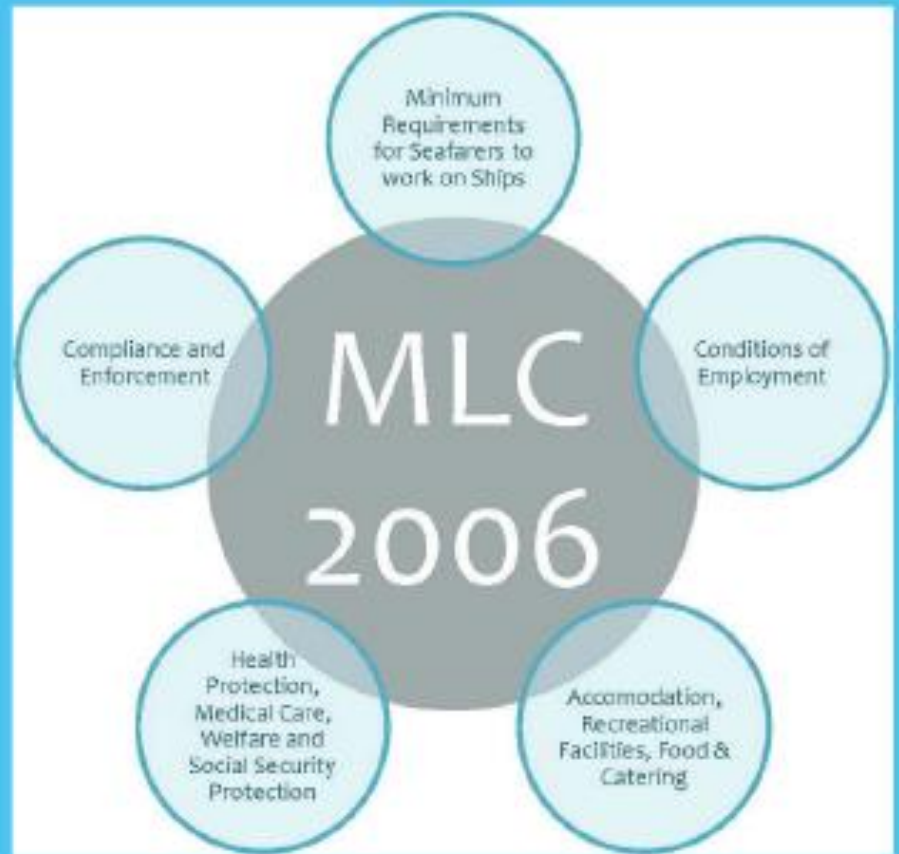 Minimum
Requirements
for Seafarers to
work on Ships
Compliance and
Enforcement
MLC
2006
Conditions of
Employment
Health
Protection,
Medical Care,
Welfare and
Social Security
Protection
Accomodation,
Recreational
Facilities, Food &
Catering